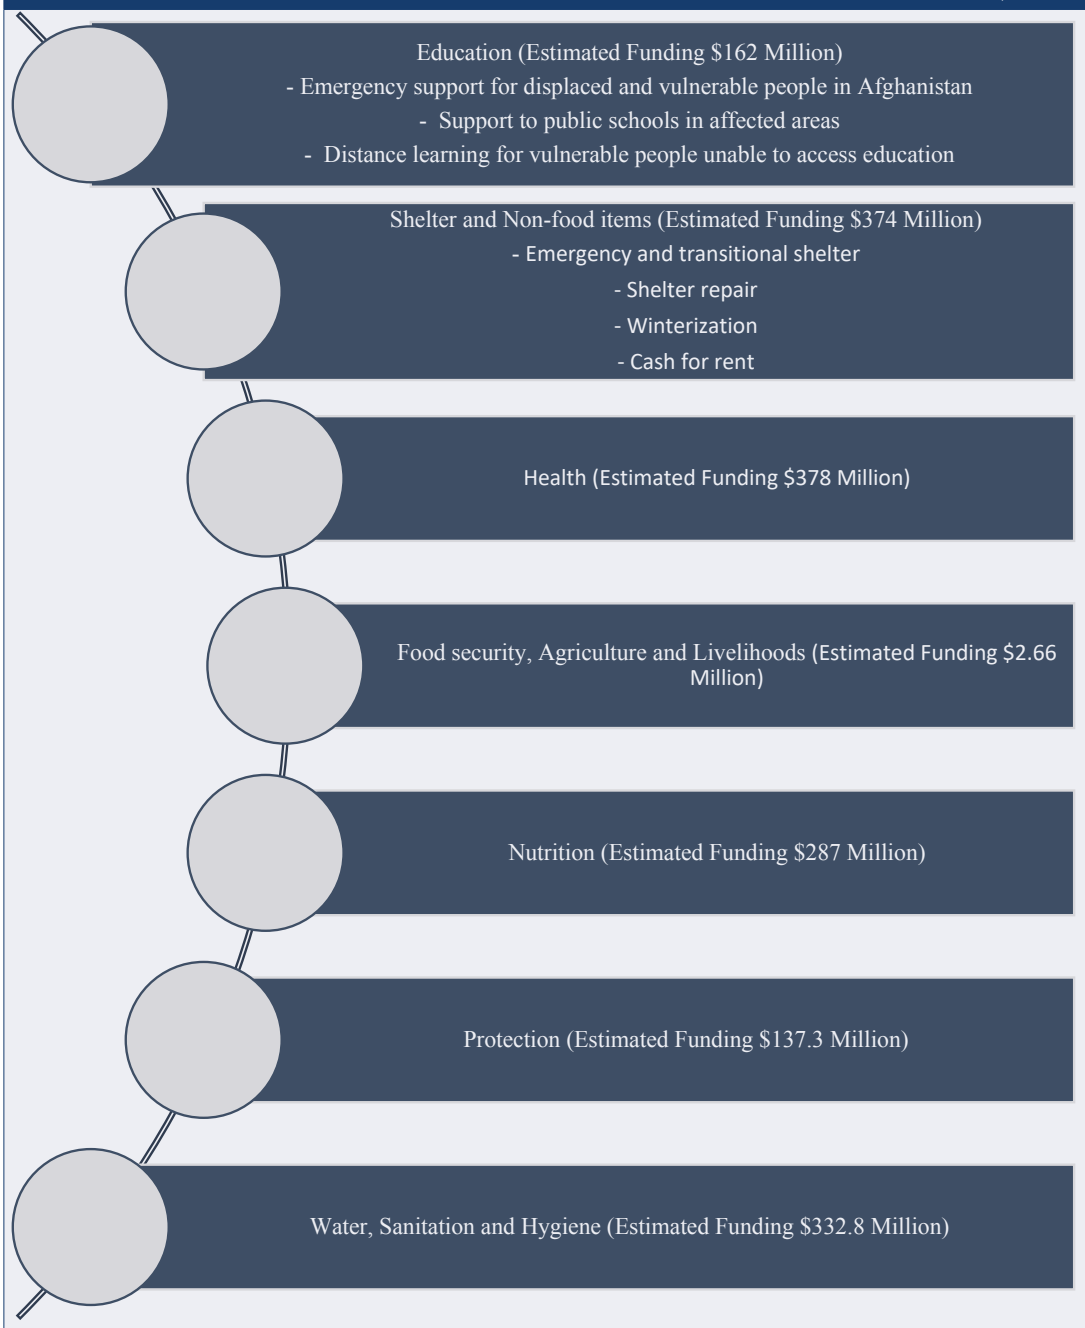 Education (Estimated Funding $162 Million)
- Emergency support for displaced and vulnerable people in Afghanistan
- Support to public schools in affected areas
- Distance learning for vulnerable people unable to access education
Shelter and Non-food items (Estimated Funding $374 Million)
- Emergency and transitional shelter
- Shelter repair
- Winterization
- Cash for rent
Health (Estimated Funding $378 Million)
Food security, Agriculture and Livelihoods (Estimated Funding $2.66
Million)
Nutrition (Estimated Funding $287 Million)
Protection (Estimated Funding $137.3 Million)
Water, Sanitation and Hygiene (Estimated Funding $332.8 Million)